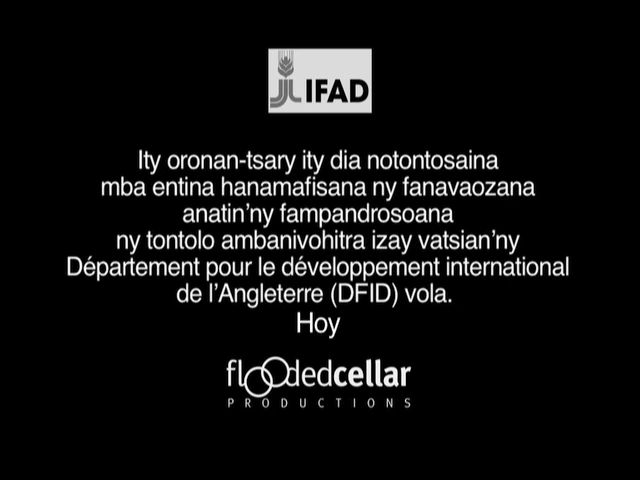 IFAD
Ity oronan-tsary ity dia notontosaina
mba entina hanamafisana ny fanavaozana
anatin'ny fampandrosoana
ny tontolo ambanivohitra izay vatsian'ny
Département pour le développement international
de l'Angleterre (DFID) vola.
Hoy
floodedcellar
PRODUCTIONS